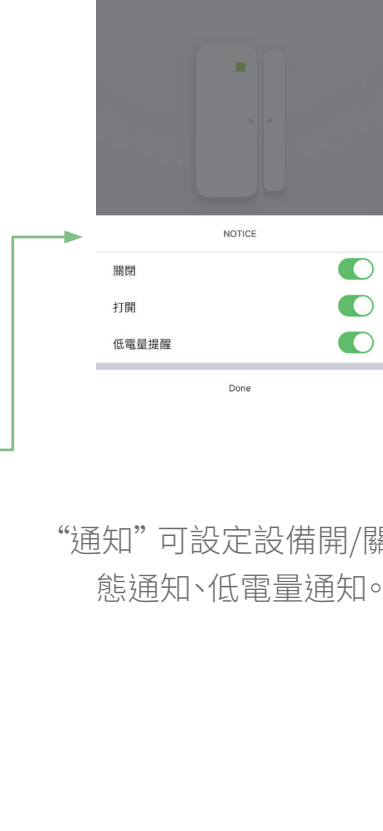 NOTICE
關閉
打開
低電量提醒
Done
“通知”可設定設備開/關
態通知、低電量通知。